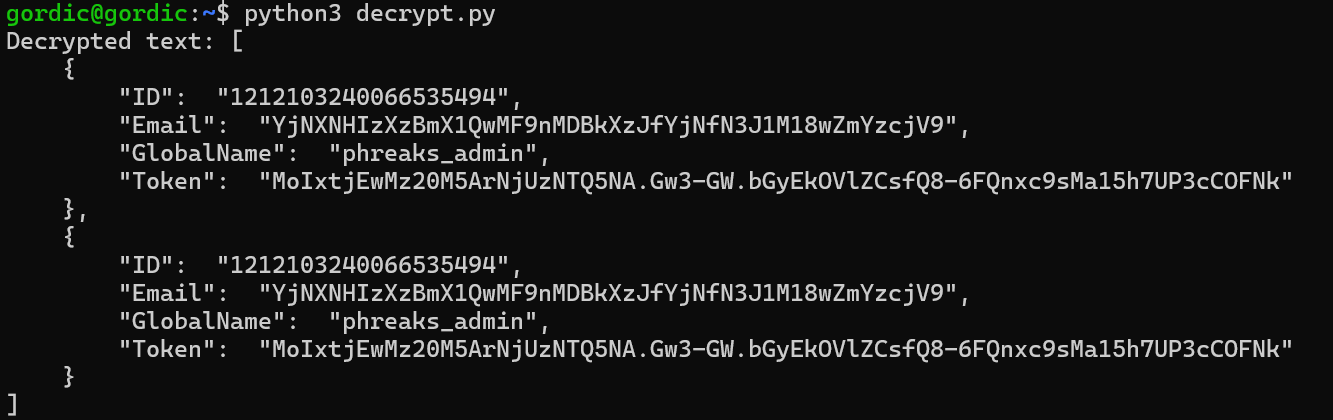 gordic@gordic:~$ python3 decrypt.py
Decrypted text: [
    {
        "ID":  "1212103240066535494",
        "Email":  "YjNXNHIzXzBmX1QwMF9nMDBkXzJfYjNfN3J1M18wZmYzcjV9",
        "GlobalName":  "phreaks_admin",
        "Token":  "MoIxtjEwMz20M5ArNjUzNTQ5NA.Gw3-GW.bGyEkOVlZCsfQ8-6FQnxc9sMa15h7UP3cCOFNk"
    },
    {
        "ID":  "1212103240066535494",
        "Email":  "YjNXNHIzXzBmX1QwMF9nMDBkXzJfYjNfN3J1M18wZmYzcjV9",
        "GlobalName":  "phreaks_admin",
        "Token":  "MoIxtjEwMz20M5ArNjUzNTQ5NA.Gw3-GW.bGyEkOVlZCsfQ8-6FQnxc9sMa15h7UP3cCOFNk"
    }
]